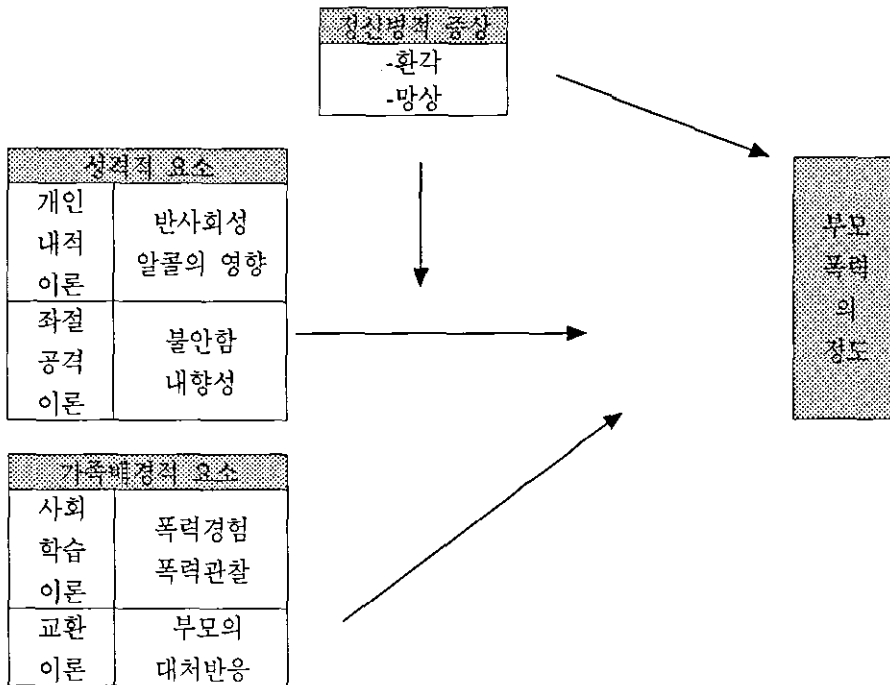 정신병적 증상
-환각
-망상
성격적 요소
개인
내적
이론
반사회성
알콜의 영향
좌절
공격
이론
불안함
내향성
부모
폭력
의
정도
가족배경적 요소
사회
학습
이론
폭력경험
폭력관찰
교환
이론
부모의
대처반응